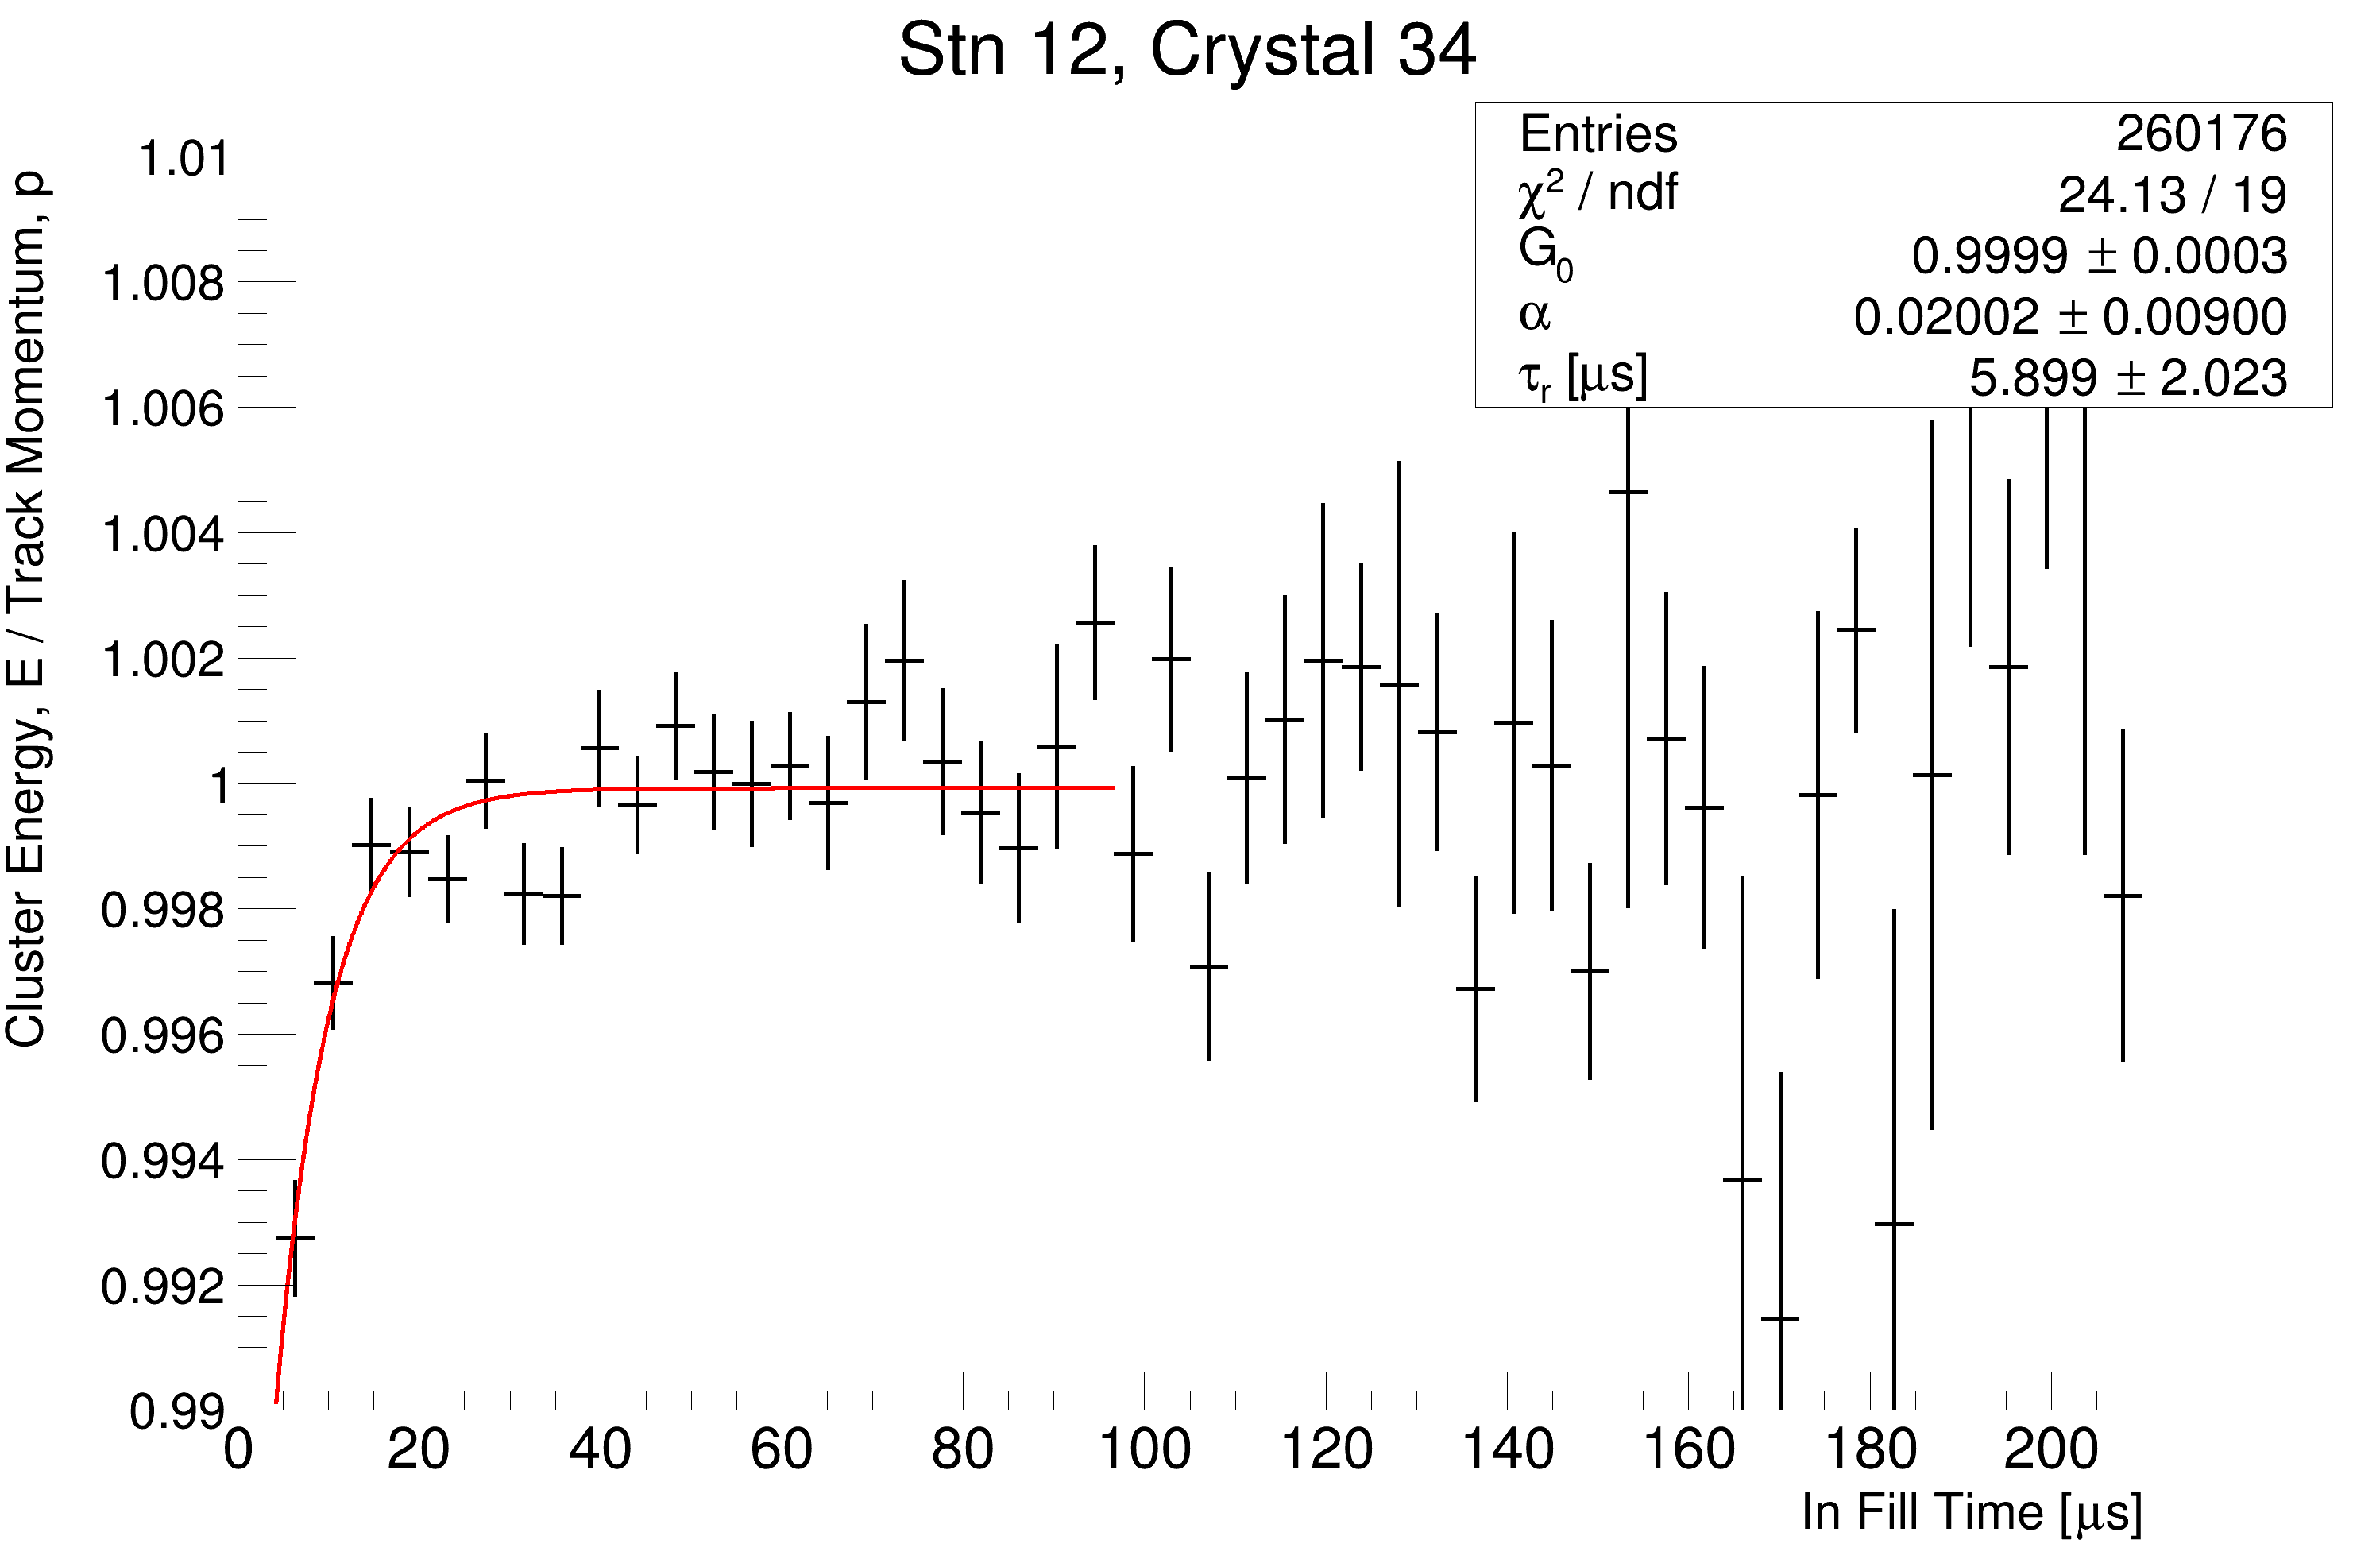 Stn 12, Crystal 34
Entries 260176
χ² / ndf 24.13 / 19
G₀ 0.9999 ± 0.0003
α 0.02002 ± 0.00900
τᵣ [μs] 5.899 ± 2.023
Cluster Energy, E / Track Momentum, p
1.01
1.008
1.006
1.004
1.002
1
0.998
0.996
0.994
0.992
0.99
0 20 40 60 80 100 120 140 160 180 200
In Fill Time [μs]